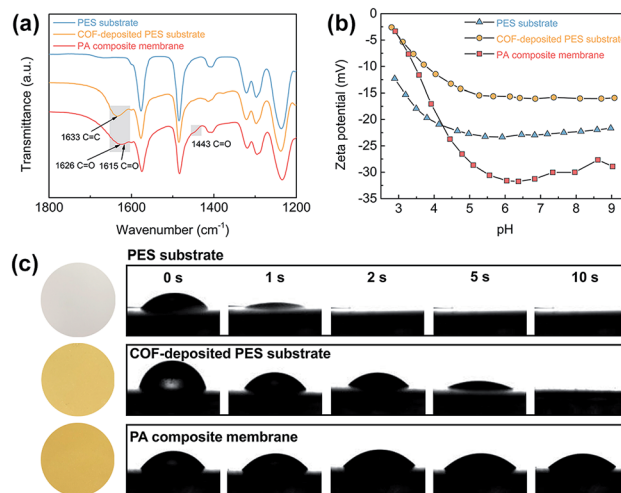 (a)
PES substrate
COF-deposited PES substrate
PA composite membrane
Transmittance (a.u.)
1633 C=C
1626 C=O
1615 C=O
1443 C=O
1800
1600
1400
1200
Wavenumber (cm⁻¹)
(b)
PES substrate
COF-deposited PES substrate
PA composite membrane
Zeta potential (mV)
0
-5
-10
-15
-20
-25
-30
-35
2
3
4
5
6
7
8
9
pH
(c)
PES substrate
0 s
1 s
2 s
5 s
10 s
COF-deposited PES substrate
PA composite membrane